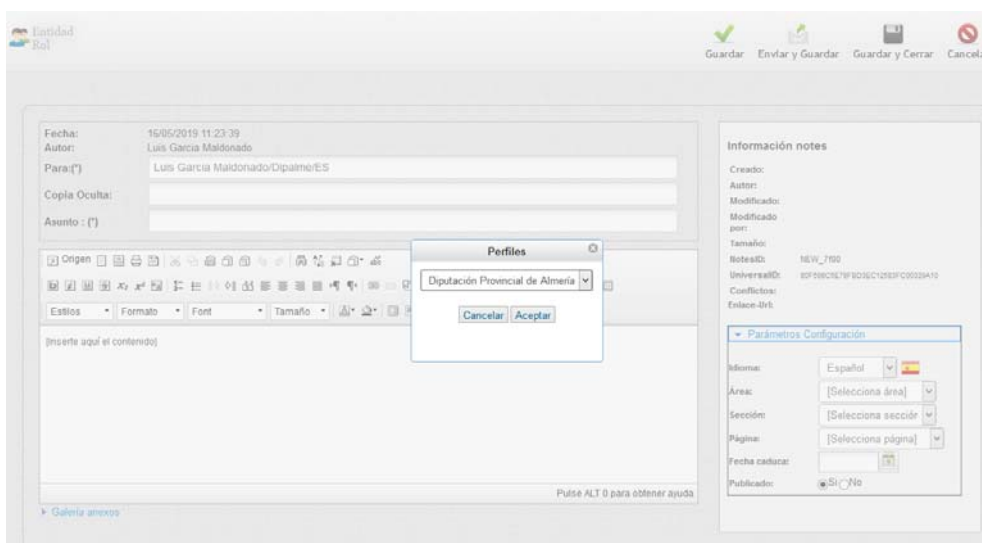 Entidad
Rol
Guardar Enviar y Guardar Guardar y Cerrar Cancela
Fecha: 16/05/2019 11:23:39
Autor: Luis Garcia Maldonado
Para:(*) Luis Garcia Maldonado/Dipalme/ES
Copia Oculta:
Asunto : (*)
Origen
Estilos Formato Font Tamaño
[Inserte aquí el contenido]
Pulse ALT 0 para obtener ayuda
Galería anexos
Perfiles
Diputación Provincial de Almería
Cancelar Aceptar
Información notes
Creado:
Autor:
Modificado:
Modificado
por:
Tamaño:
NotesID: NEW_7100
UniversalID:
Conflictos:
Enlace-Url:
Parámetros Configuración
Idioma: Español
Área: [Selecciona área]
Sección: [Selecciona secciór
Página: [Selecciona página]
Fecha caduca:
Publicado: Si No